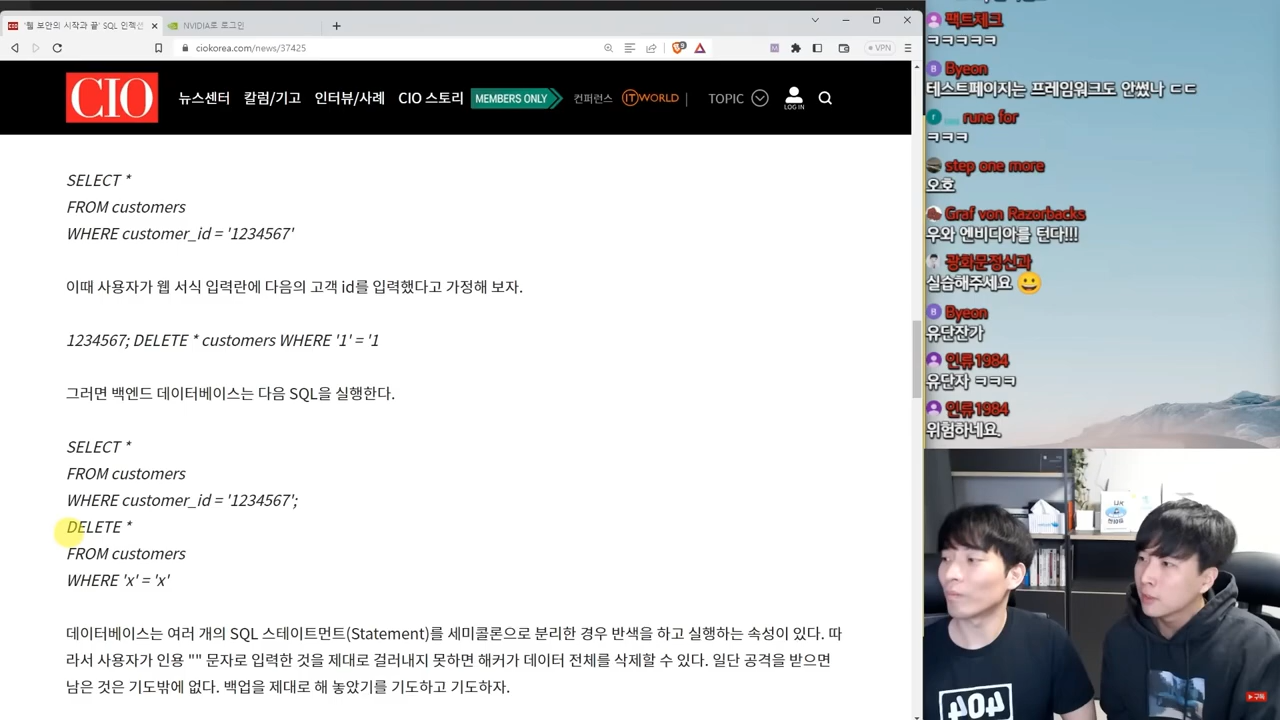 '웹 보안의 시작과 끝' SQL 인젝션
NVIDIA로 로그인
ciokorea.com/news/37425
VPN
CIO
뉴스센터
칼럼/기고
인터뷰/사례
CIO 스토리
MEMBERS ONLY
컨퍼런스
ITWORLD
TOPIC
LOG IN
SELECT *
FROM customers
WHERE customer_id = '1234567'
이때 사용자가 웹 서식 입력란에 다음의 고객 id를 입력했다고 가정해 보자.
1234567; DELETE * customers WHERE '1' = '1
그러면 백엔드 데이터베이스는 다음 SQL을 실행한다.
SELECT *
FROM customers
WHERE customer_id = '1234567';
DELETE *
FROM customers
WHERE 'x' = 'x'
데이터베이스는 여러 개의 SQL 스테이트먼트(Statement)를 세미콜론으로 분리한 경우 반색을 하고 실행하는 속성이 있다. 따
라서 사용자가 인용 "" 문자로 입력한 것을 제대로 걸러내지 못하면 해커가 데이터 전체를 삭제할 수 있다. 일단 공격을 받으면
남은 것은 기도밖에 없다. 백업을 제대로 해 놓았기를 기도하고 기도하자.
팩트체크
ㅋㅋㅋㅋㅋ
Byeon
테스트페이지는 프레임워크도 안썼나 ㄷㄷ
rune for
ㅋㅋㅋ
step one more
오호
Graf von Razorbacks
우와 엔비디아를 턴다!!!
광화문정신과
실습해주세요
Byeon
유단잔가
인류1984
유단자 ㅋㅋㅋ
인류1984
위험하네요.
구독